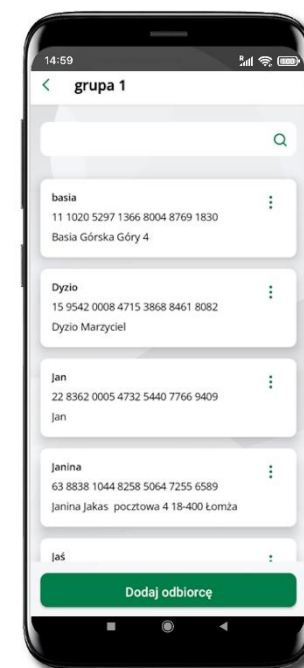 14:59
grupa 1
basia
11 1020 5297 1366 8004 8769 1830
Basia Górska Góry 4
Dyzio
15 9542 0008 4715 3868 8461 8082
Dyzio Marzyciel
Jan
22 8362 0005 4732 5440 7766 9409
Jan
Janina
63 8838 1044 8258 5064 7255 6589
Janina Jakas pocztowa 4 18-400 Łomża
Jaś
Dodaj odbiorcę